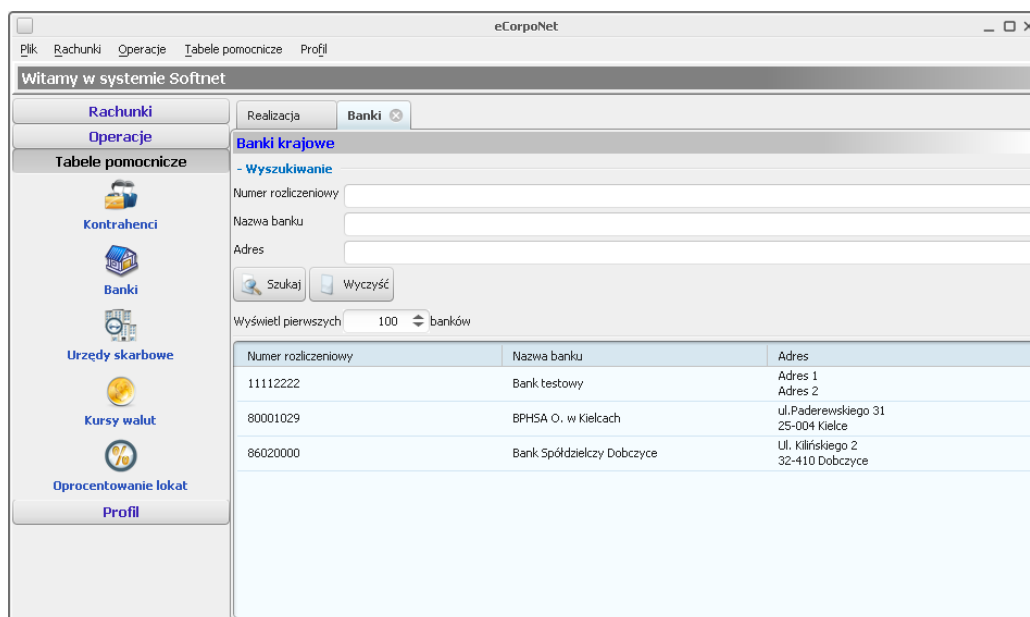 eCorpoNet
Plik Rachunki Operacje Tabele pomocnicze Profil
Witamy w systemie Softnet
Rachunki
Operacje
Tabele pomocnicze
Kontrahenci
Banki
Urzędy skarbowe
Kursy walut
Oprocentowanie lokat
Profil
Realizacja Banki
Banki krajowe
- Wyszukiwanie
Numer rozliczeniowy
Nazwa banku
Adres
Szukaj Wyczyść
Wyświetl pierwszych 100 banków
Numer rozliczeniowy Nazwa banku Adres
11112222 Bank testowy Adres 1
Adres 2
80001029 BPHSA O. w Kielcach ul.Paderewskiego 31
25-004 Kielce
86020000 Bank Spółdzielczy Dobczyce Ul. Kilińskiego 2
32-410 Dobczyce